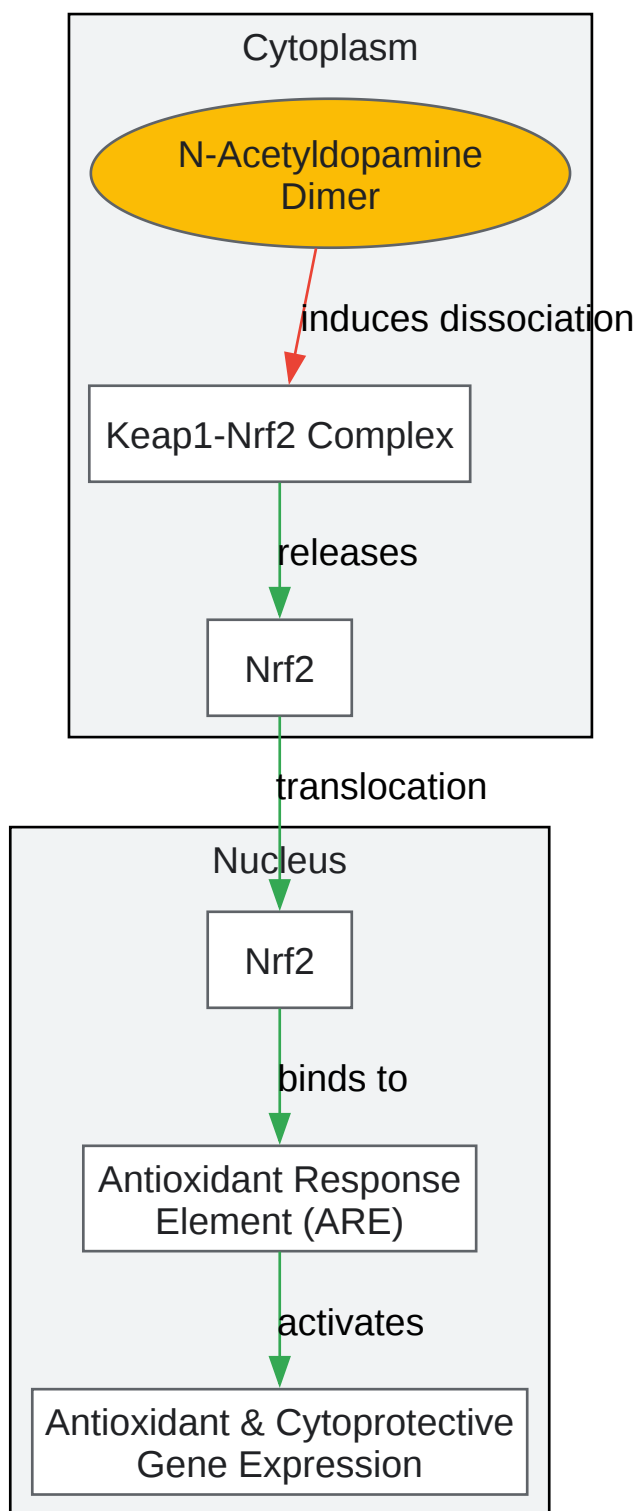 Cytoplasm
N-Acetyldopamine
Dimer
induces dissociation
Keap1-Nrf2 Complex
releases
Nrf2
translocation
Nucleus
Nrf2
binds to
Antioxidant Response
Element (ARE)
activates
Antioxidant & Cytoprotective
Gene Expression